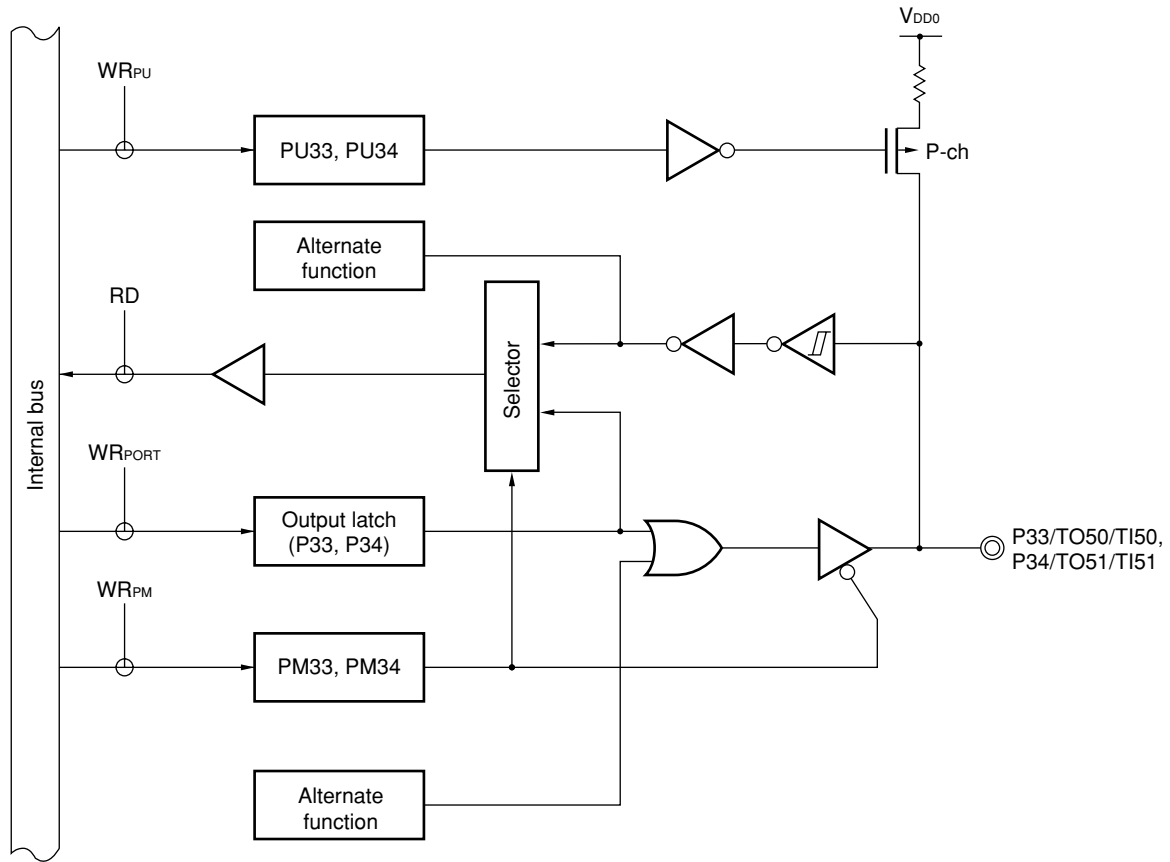 VDD0
WRPU
PU33, PU34
P-ch
Alternate
function
RD
Selector
Internal bus
WRPORT
Output latch
(P33, P34)
P33/TO50/TI50,
P34/TO51/TI51
WRPM
PM33, PM34
Alternate
function